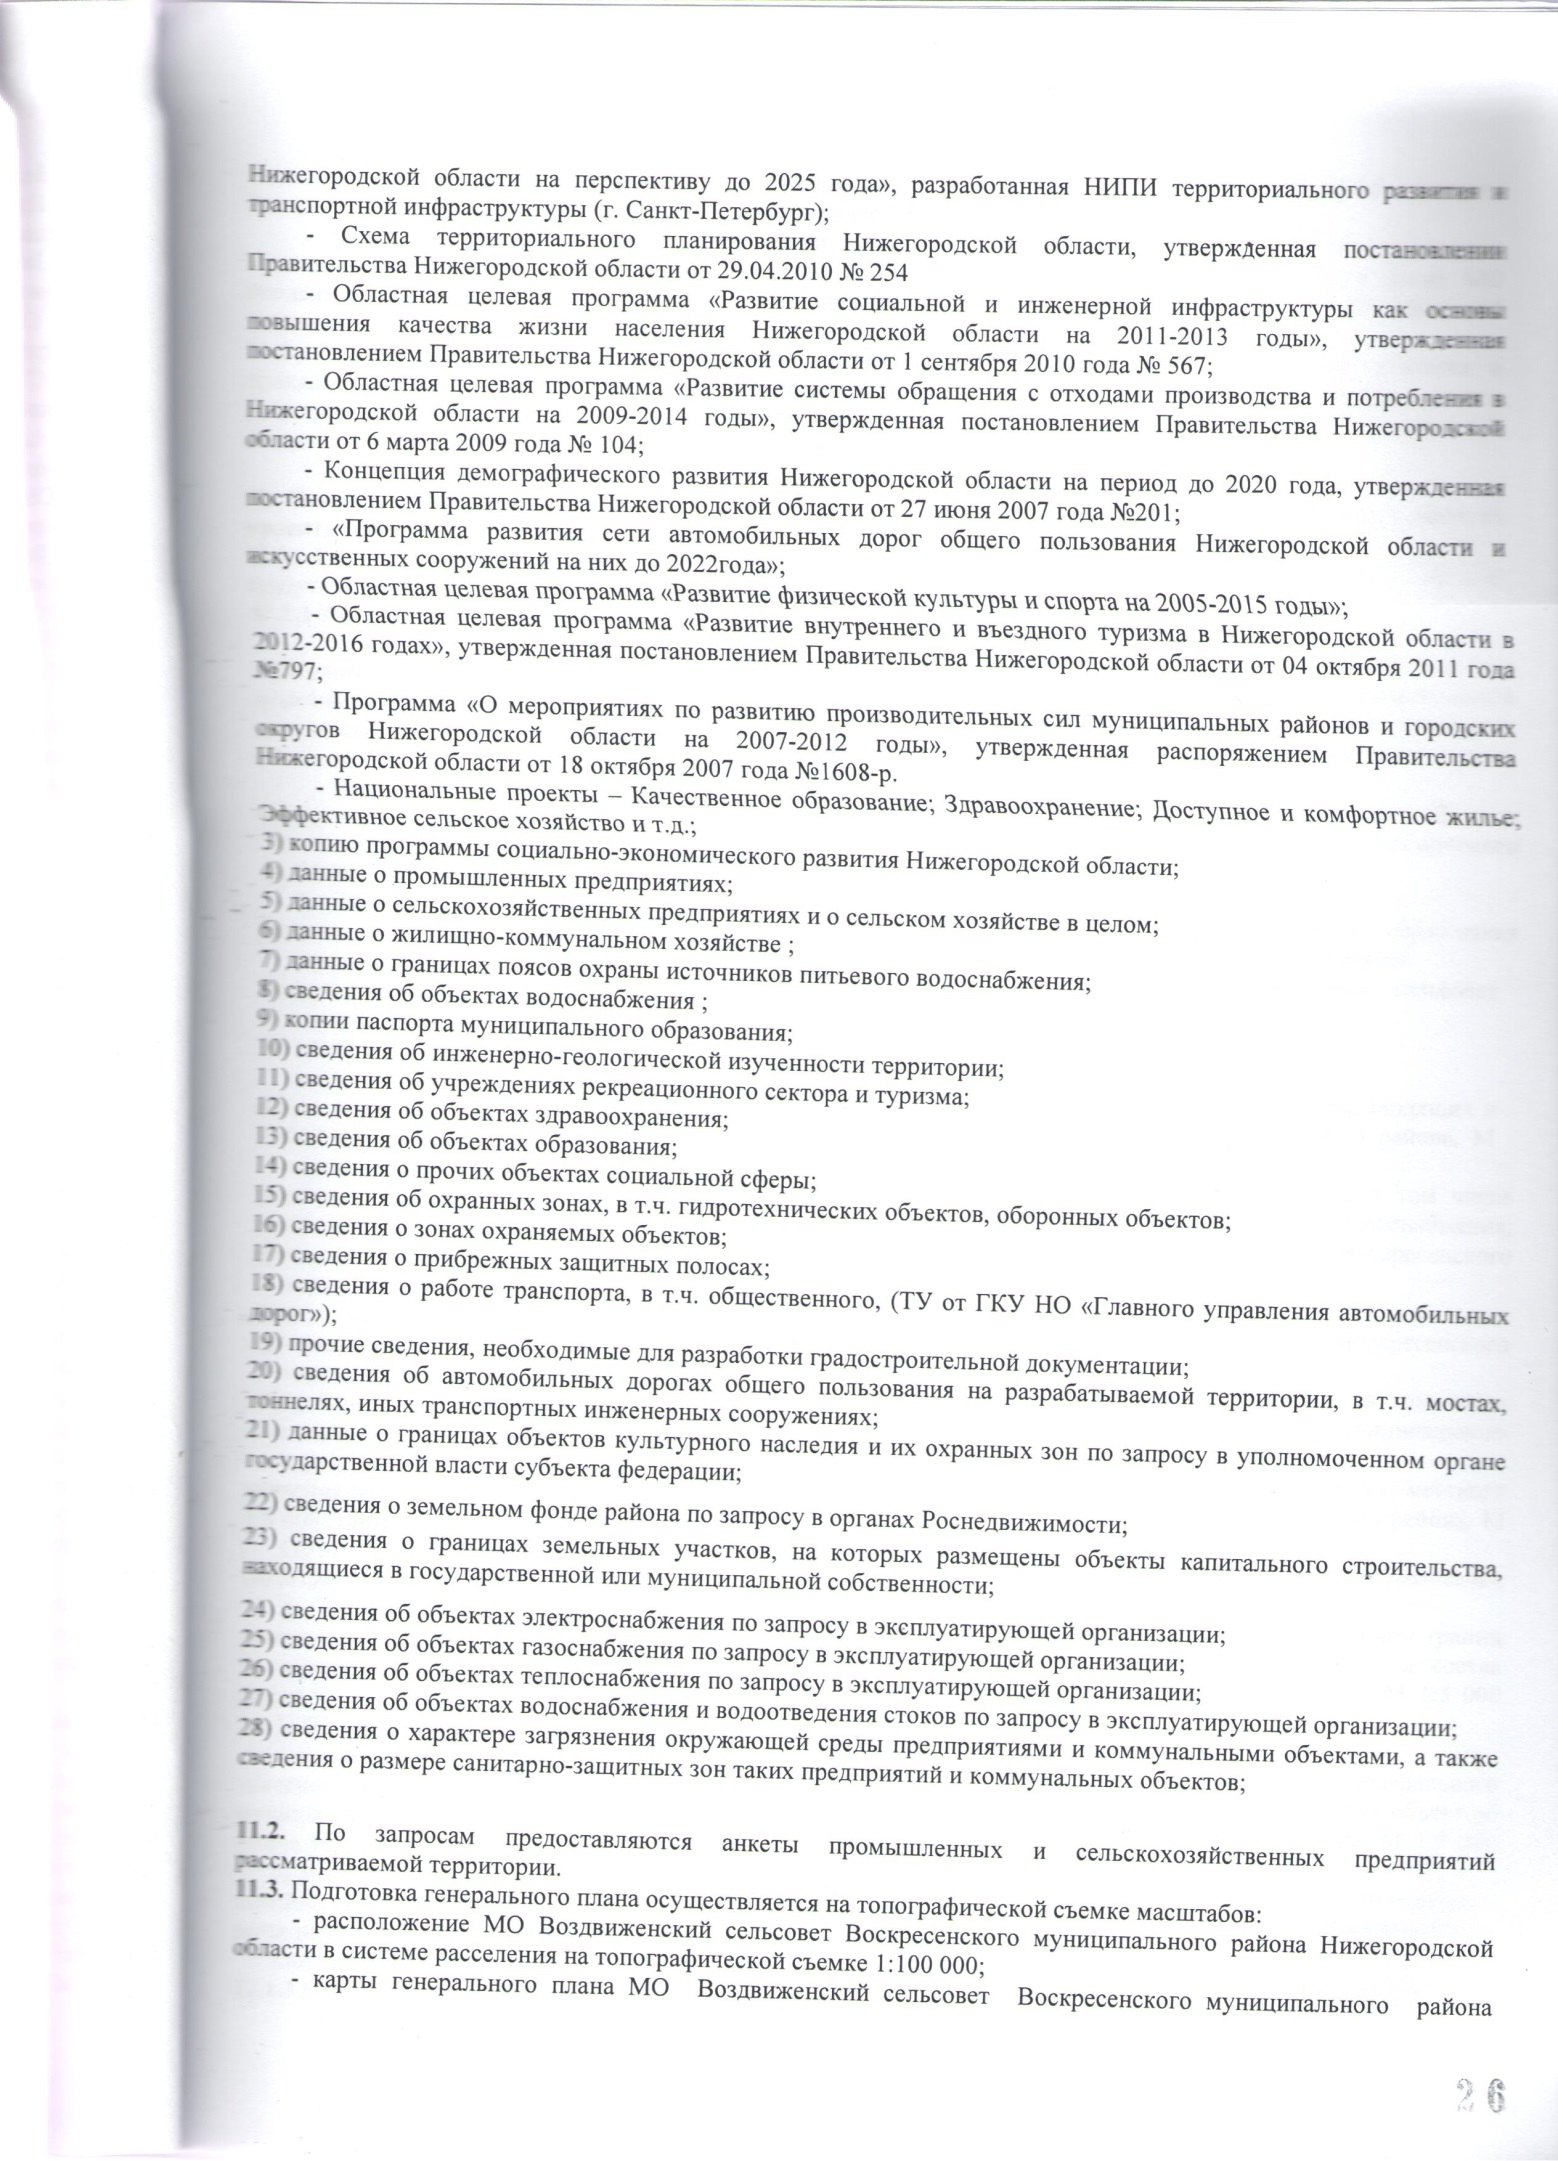 Нижегородской области на перспективу до 2025 года», разработанная НИПИ территориального развития и
транспортной инфраструктуры (г. Санкт-Петербург);
- Схема территориального планирования Нижегородской области, утвержденная постановлении
Правительства Нижегородской области от 29.04.2010 № 254
- Областная целевая программа «Развитие социальной и инженерной инфраструктуры как основы
повышения качества жизни населения Нижегородской области на 2011-2013 годы», утвержденная
постановлением Правительства Нижегородской области от 1 сентября 2010 года № 567;
- Областная целевая программа «Развитие системы обращения с отходами производства и потребления в
Нижегородской области на 2009-2014 годы», утвержденная постановлением Правительства Нижегородской
области от 6 марта 2009 года № 104;
- Концепция демографического развития Нижегородской области на период до 2020 года, утвержденная
постановлением Правительства Нижегородской области от 27 июня 2007 года №201;
- «Программа развития сети автомобильных дорог общего пользования Нижегородской области и
искусственных сооружений на них до 2022года»;
- Областная целевая программа «Развитие физической культуры и спорта на 2005-2015 годы»;
- Областная целевая программа «Развитие внутреннего и въездного туризма в Нижегородской области в
2012-2016 годах», утвержденная постановлением Правительства Нижегородской области от 04 октября 2011 года
№797;
- Программа «О мероприятиях по развитию производительных сил муниципальных районов и городских
округов Нижегородской области на 2007-2012 годы», утвержденная распоряжением Правительства
Нижегородской области от 18 октября 2007 года №1608-р.
- Национальные проекты – Качественное образование; Здравоохранение; Доступное и комфортное жилье;
Эффективное сельское хозяйство и т.д.;
3) копию программы социально-экономического развития Нижегородской области;
4) данные о промышленных предприятиях;
5) данные о сельскохозяйственных предприятиях и о сельском хозяйстве в целом;
6) данные о жилищно-коммунальном хозяйстве ;
7) данные о границах поясов охраны источников питьевого водоснабжения;
8) сведения об объектах водоснабжения ;
9) копии паспорта муниципального образования;
10) сведения об инженерно-геологической изученности территории;
11) сведения об учреждениях рекреационного сектора и туризма;
12) сведения об объектах здравоохранения;
13) сведения об объектах образования;
14) сведения о прочих объектах социальной сферы;
15) сведения об охранных зонах, в т.ч. гидротехнических объектов, оборонных объектов;
16) сведения о зонах охраняемых объектов;
17) сведения о прибрежных защитных полосах;
18) сведения о работе транспорта, в т.ч. общественного, (ТУ от ГКУ НО «Главного управления автомобильных
дорог»);
19) прочие сведения, необходимые для разработки градостроительной документации;
20) сведения об автомобильных дорогах общего пользования на разрабатываемой территории, в т.ч. мостах,
тоннелях, иных транспортных инженерных сооружениях;
21) данные о границах объектов культурного наследия и их охранных зон по запросу в уполномоченном органе
государственной власти субъекта федерации;
22) сведения о земельном фонде района по запросу в органах Роснедвижимости;
23) сведения о границах земельных участков, на которых размещены объекты капитального строительства,
находящиеся в государственной или муниципальной собственности;
24) сведения об объектах электроснабжения по запросу в эксплуатирующей организации;
25) сведения об объектах газоснабжения по запросу в эксплуатирующей организации;
26) сведения об объектах теплоснабжения по запросу в эксплуатирующей организации;
27) сведения об объектах водоснабжения и водоотведения стоков по запросу в эксплуатирующей организации;
28) сведения о характере загрязнения окружающей среды предприятиями и коммунальными объектами, а также
сведения о размере санитарно-защитных зон таких предприятий и коммунальных объектов;
11.2. По запросам предоставляются анкеты промышленных и сельскохозяйственных предприятий
рассматриваемой территории.
11.3. Подготовка генерального плана осуществляется на топографической съемке масштабов:
- расположение МО Воздвиженский сельсовет Воскресенского муниципального района Нижегородской
области в системе расселения на топографической съемке 1:100 000;
- карты генерального плана МО Воздвиженский сельсовет Воскресенского муниципального района
26